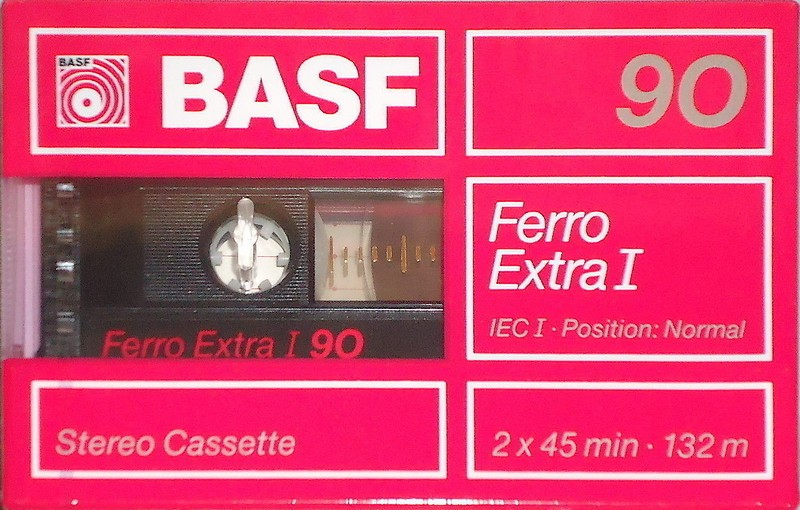 BASF
BASF
90
Ferro
Extra I
IEC I · Position: Normal
Ferro Extra I 90
Stereo Cassette
2 x 45 min · 132 m